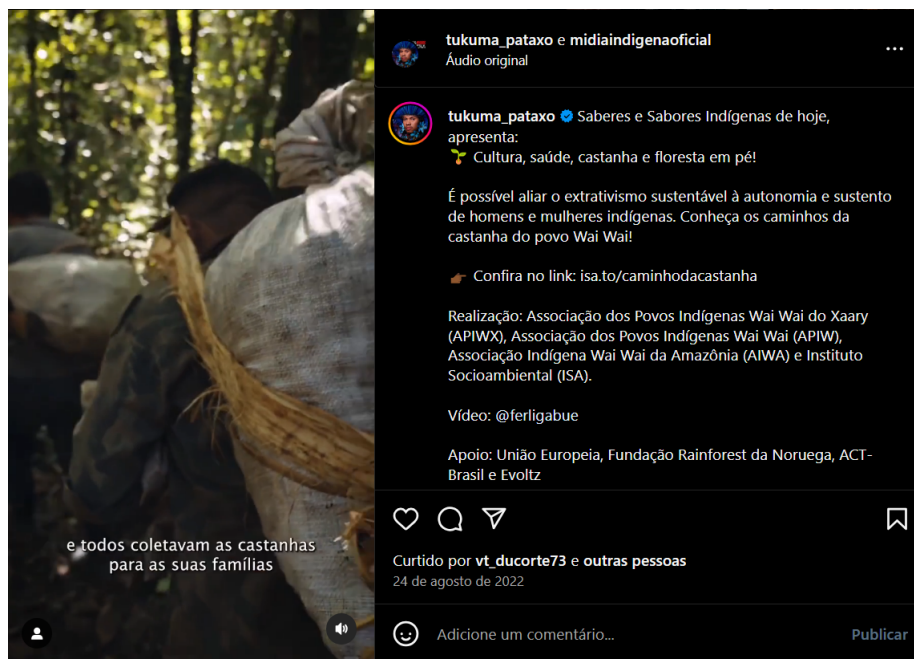 e todos coletavam as castanhas
para as suas famílias
tukuma_pataxo e midiaindigenaoficial
Áudio original
tukuma_pataxo Saberes e Sabores Indígenas de hoje,
apresenta:
Cultura, saúde, castanha e floresta em pé!
É possível aliar o extrativismo sustentável à autonomia e sustento
de homens e mulheres indígenas. Conheça os caminhos da
castanha do povo Wai Wai!
Confira no link: isa.to/caminhodacastanha
Realização: Associação dos Povos Indígenas Wai Wai do Xaary
(APIWX), Associação dos Povos Indígenas Wai Wai (APIW),
Associação Indígena Wai Wai da Amazônia (AIWA) e Instituto
Socioambiental (ISA).
Vídeo: @ferligabue
Apoio: União Europeia, Fundação Rainforest da Noruega, ACT-
Brasil e Evoltz
Curtido por vt_ducorte73 e outras pessoas
24 de agosto de 2022
Adicione um comentário...
Publicar